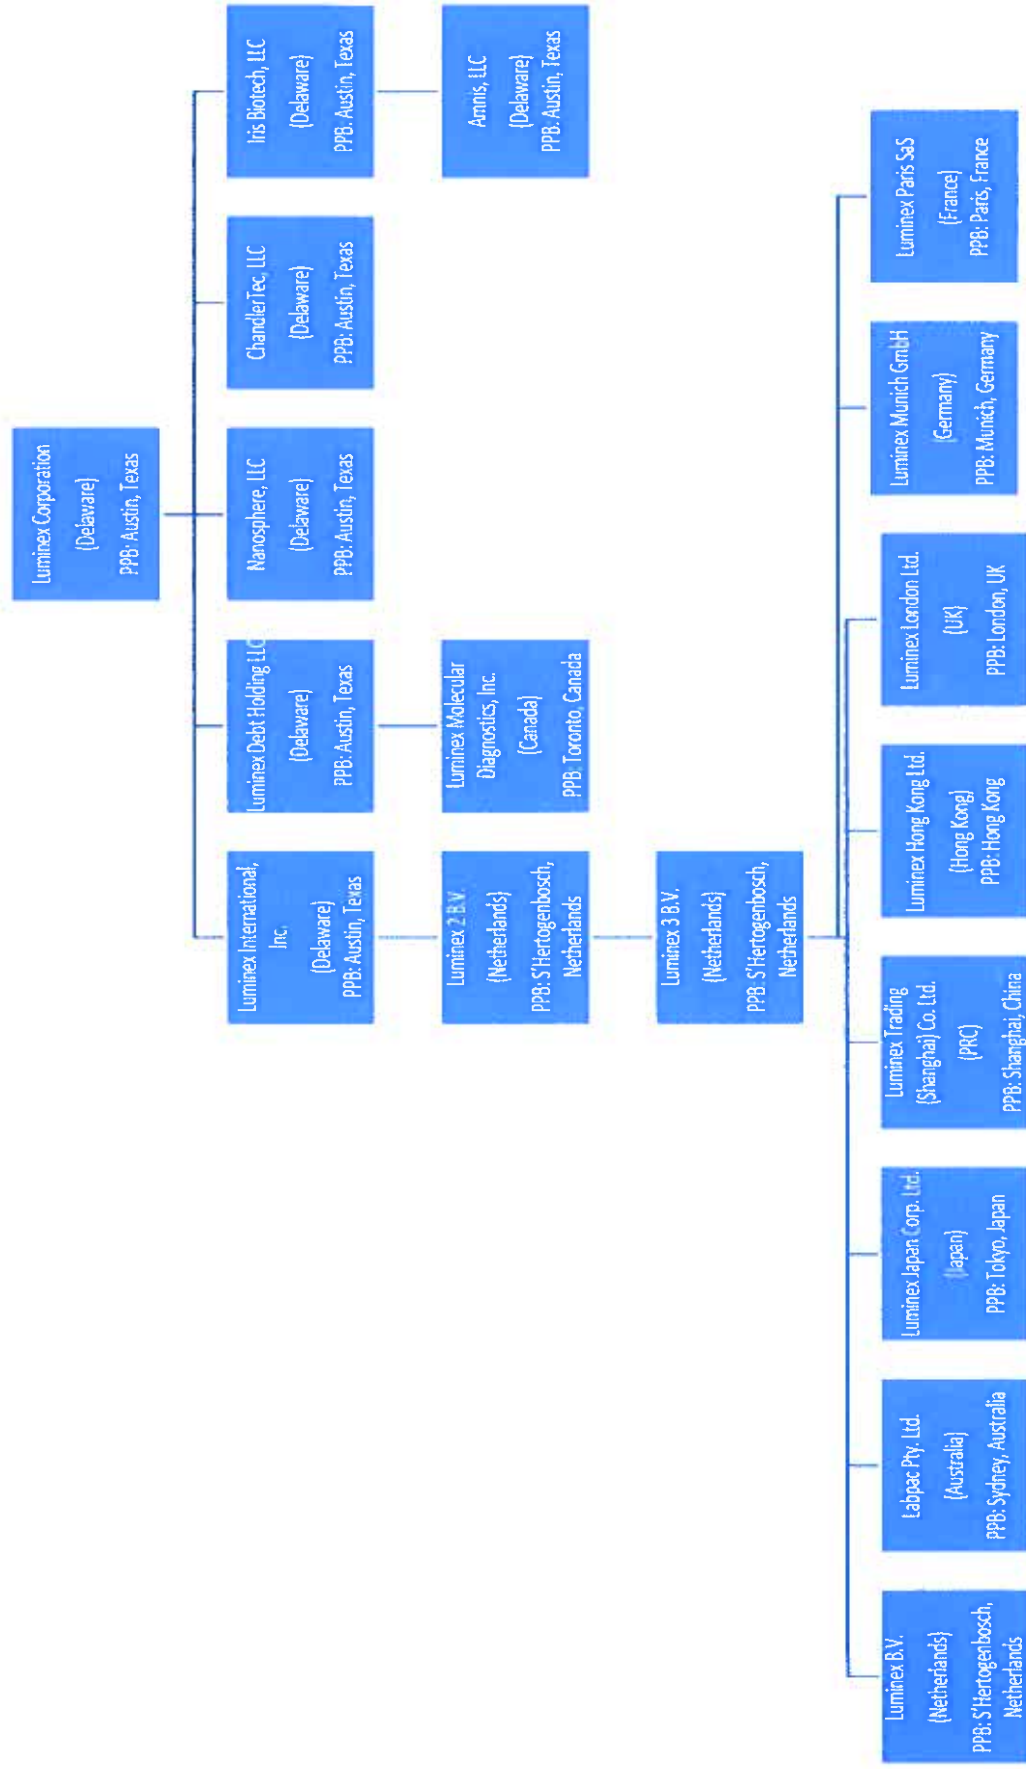 Luminex Corporation
(Delaware)
PPB: Austin, Texas
Luminex International,
Inc.
(Delaware)
PPB: Austin, Texas
Luminex Debt Holding LLC
(Delaware)
PPB: Austin, Texas
Nanosphere, LLC
(Delaware)
PPB: Austin, Texas
ChandlerTec, LLC
(Delaware)
PPB: Austin, Texas
Iris Biotech, LLC
(Delaware)
PPB: Austin, Texas
Luminex 2 B.V.
(Netherlands)
PPB: S'Hertogenbosch,
Netherlands
Luminex Molecular
Diagnostics, Inc.
(Canada)
PPB: Toronto, Canada
Amnis, LLC
(Delaware)
PPB: Austin, Texas
Luminex 3 B.V.
(Netherlands)
PPB: S'Hertogenbosch,
Netherlands
Luminex B.V.
(Netherlands)
PPB: S'Hertogenbosch,
Netherlands
Labpac Pty. Ltd.
(Australia)
PPB: Sydney, Australia
Luminex Japan Corp. Ltd.
(Japan)
PPB: Tokyo, Japan
Luminex Trading
(Shanghai) Co. Ltd.
(PRC)
PPB: Shanghai, China
Luminex Hong Kong Ltd.
(Hong Kong)
PPB: Hong Kong
Luminex London Ltd.
(UK)
PPB: London, UK
Luminex Munich GmbH
(Germany)
PPB: Munich, Germany
Luminex Paris SaS
(France)
PPB: Paris, France